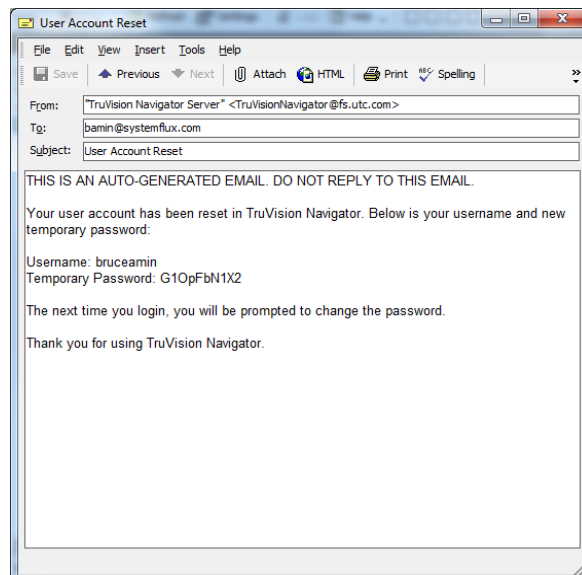 User Account Reset
File Edit View Insert Tools Help
Save Previous Next Attach HTML Print ABC Spelling »
From: "TruVision Navigator Server" <TruVisionNavigator@fs.utc.com>
To: bamin@systemflux.com
Subject: User Account Reset
THIS IS AN AUTO-GENERATED EMAIL. DO NOT REPLY TO THIS EMAIL.
Your user account has been reset in TruVision Navigator. Below is your username and new
temporary password:
Username: bruceamin
Temporary Password: G1OpFbN1X2
The next time you login, you will be prompted to change the password.
Thank you for using TruVision Navigator.